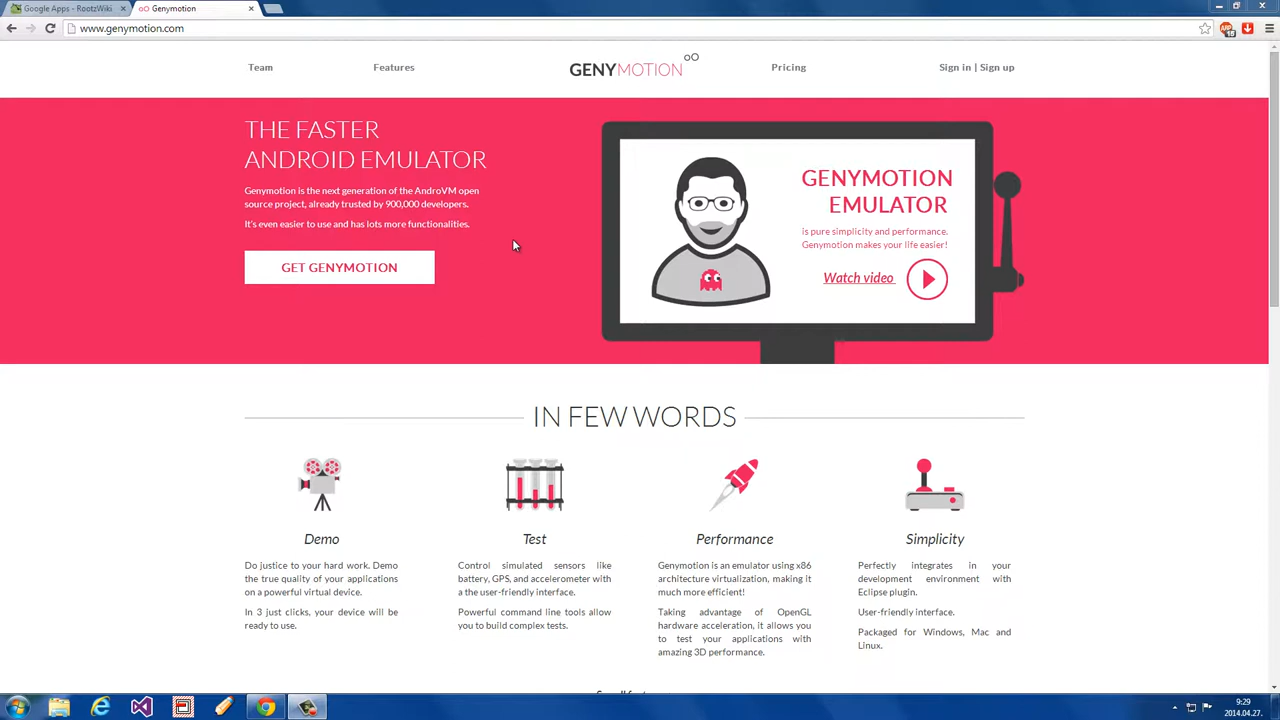 Google Apps - RootzWiki
Genymotion
www.genymotion.com
Team
Features
GENYMOTION
Pricing
Sign in | Sign up
THE FASTER
ANDROID EMULATOR
Genymotion is the next generation of the AndroVM open
source project, already trusted by 900,000 developers.
It's even easier to use and has lots more functionalities.
GET GENYMOTION
GENYMOTION
EMULATOR
is pure simplicity and performance.
Genymotion makes your life easier!
Watch video
IN FEW WORDS
Demo
Do justice to your hard work. Demo
the true quality of your applications
on a powerful virtual device.
In 3 just clicks, your device will be
ready to use.
Test
Control simulated sensors like
battery, GPS, and accelerometer with
a the user-friendly interface.
Powerful command line tools allow
you to build complex tests.
Performance
Genymotion is an emulator using x86
architecture virtualization, making it
much more efficient!
Taking advantage of OpenGL
hardware acceleration, it allows you
to test your applications with
amazing 3D performance.
Simplicity
Perfectly integrates in your
development environment with
Eclipse plugin.
User-friendly interface.
Packaged for Windows, Mac and
Linux.
9:29
2014.04.27.